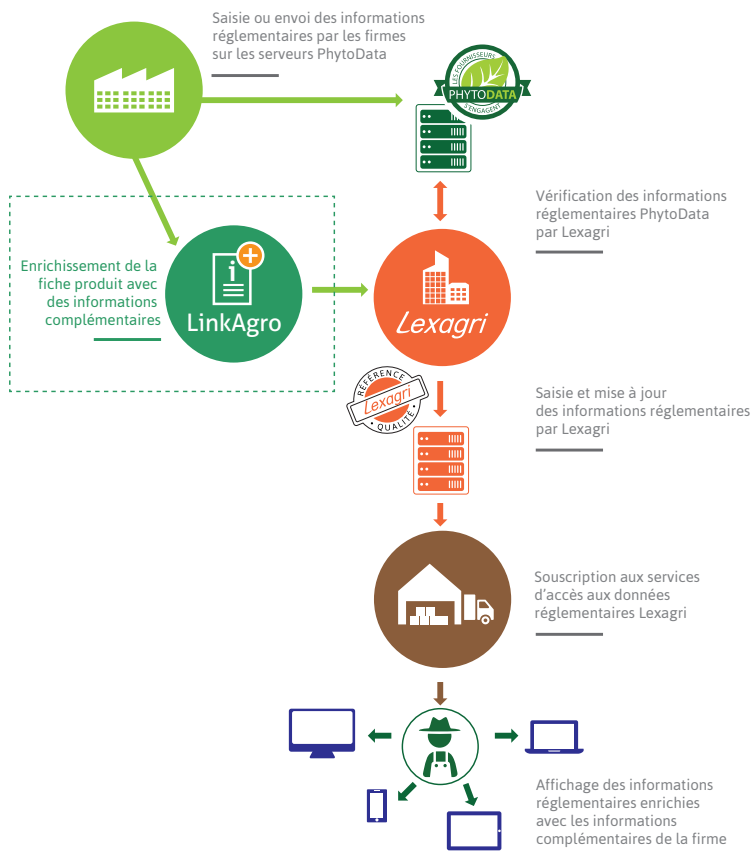 Saisie ou envoi des informations
réglementaires par les firmes
sur les serveurs PhytoData
LES FOURNISSEURS
PHYTODATA
S'ENGAGENT
Vérification des informations
réglementaires PhytoData
par Lexagri
Enrichissement de la
fiche produit avec
des informations
complémentaires
i
LinkAgro
Lexagri
RÉFÉRENCE
Lexagri
QUALITÉ
Saisie et mise à jour
des informations réglementaires
par Lexagri
Souscription aux services
d'accès aux données
réglementaires Lexagri
Affichage des informations
réglementaires enrichies
avec les informations
complémentaires de la firme